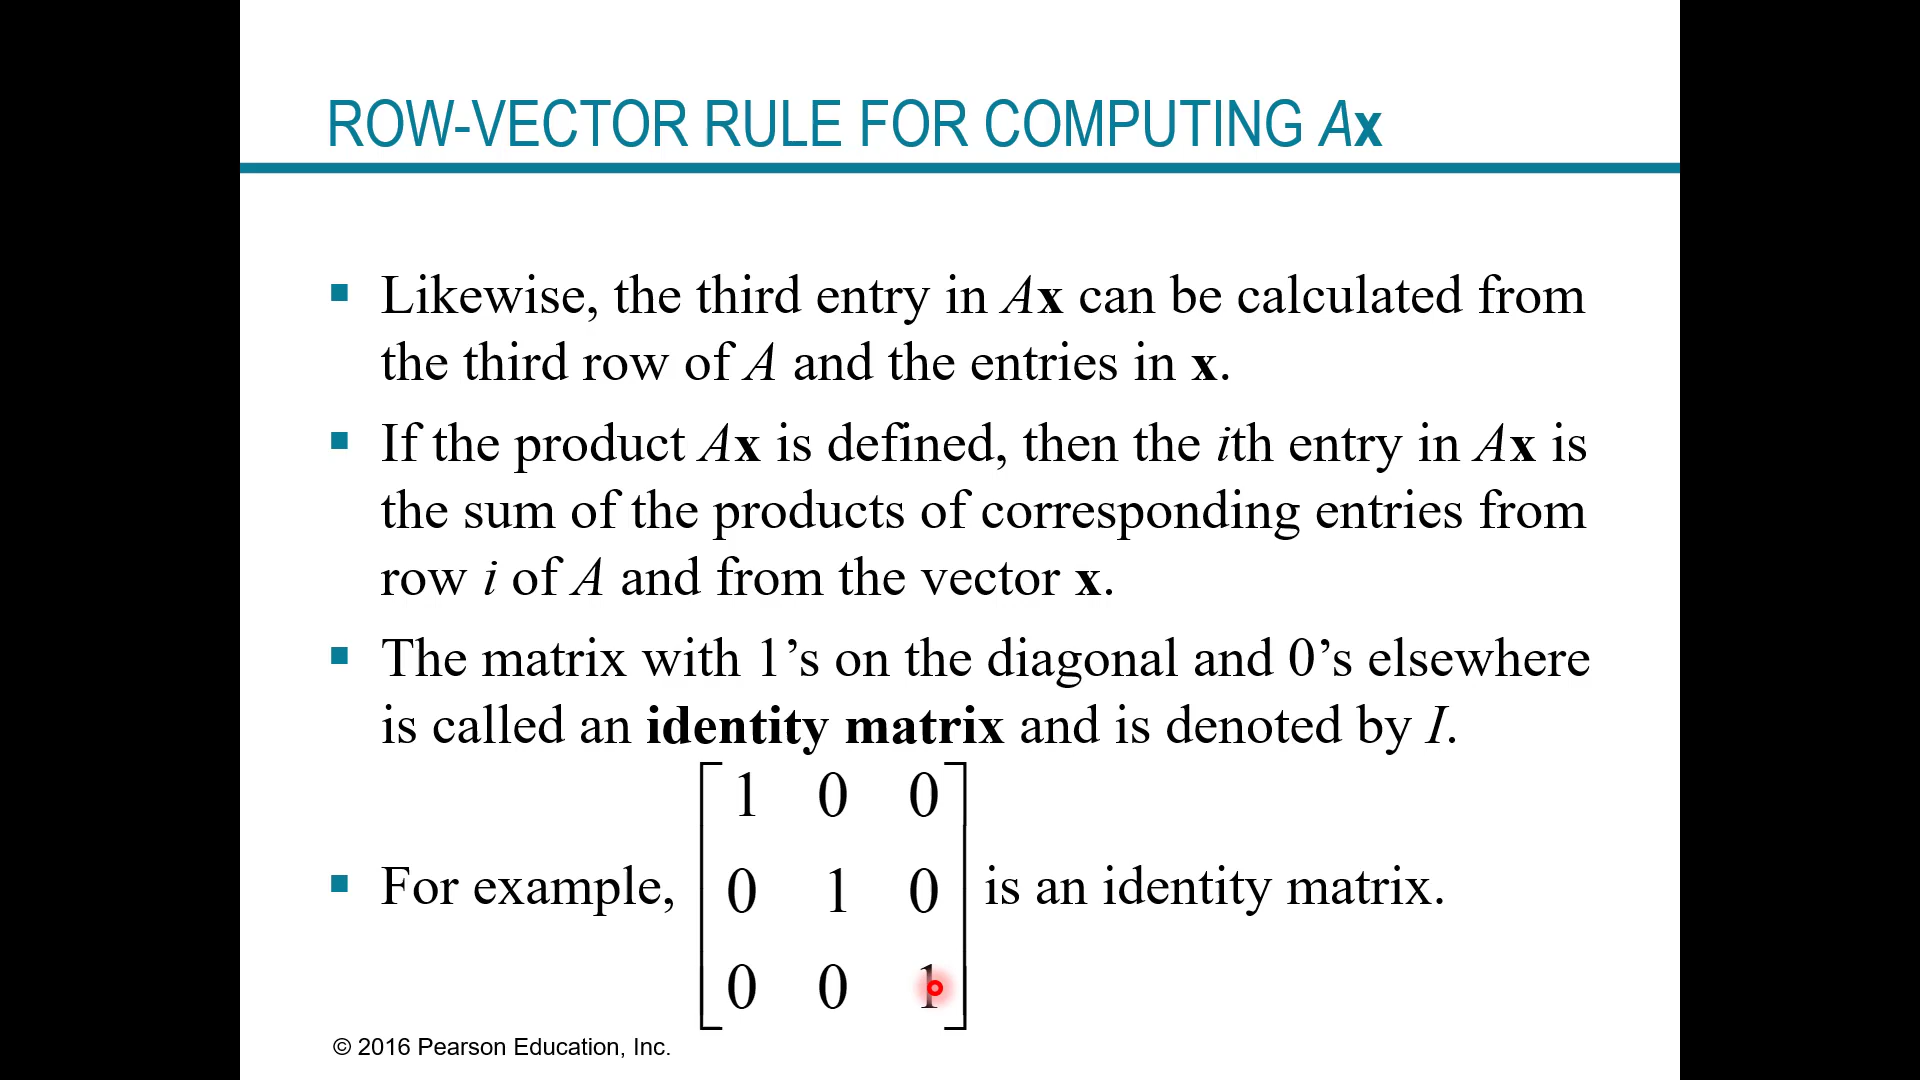 ROW-VECTOR RULE FOR COMPUTING Ax
▪ Likewise, the third entry in Ax can be calculated from
the third row of A and the entries in x.
▪ If the product Ax is defined, then the ith entry in Ax is
the sum of the products of corresponding entries from
row i of A and from the vector x.
▪ The matrix with 1’s on the diagonal and 0’s elsewhere
is called an identity matrix and is denoted by I.
1 0 0
▪ For example, 0 1 0 is an identity matrix.
0 0 1
© 2016 Pearson Education, Inc.